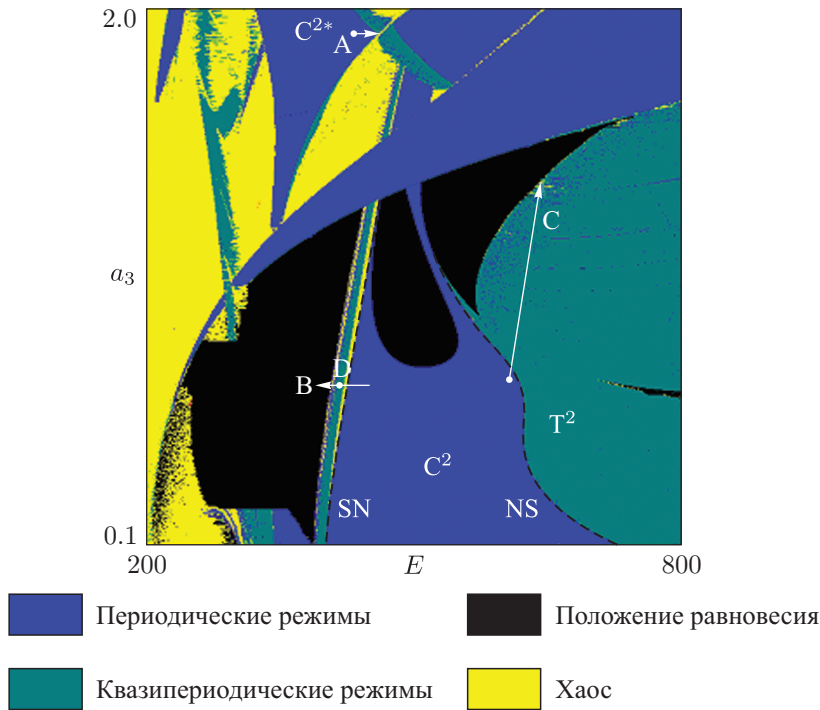 2.0
C²*
A
C
a₃
D
B
T²
C²
SN
NS
0.1
200
E
800
Периодические режимы
Положение равновесия
Квазипериодические режимы
Хаос